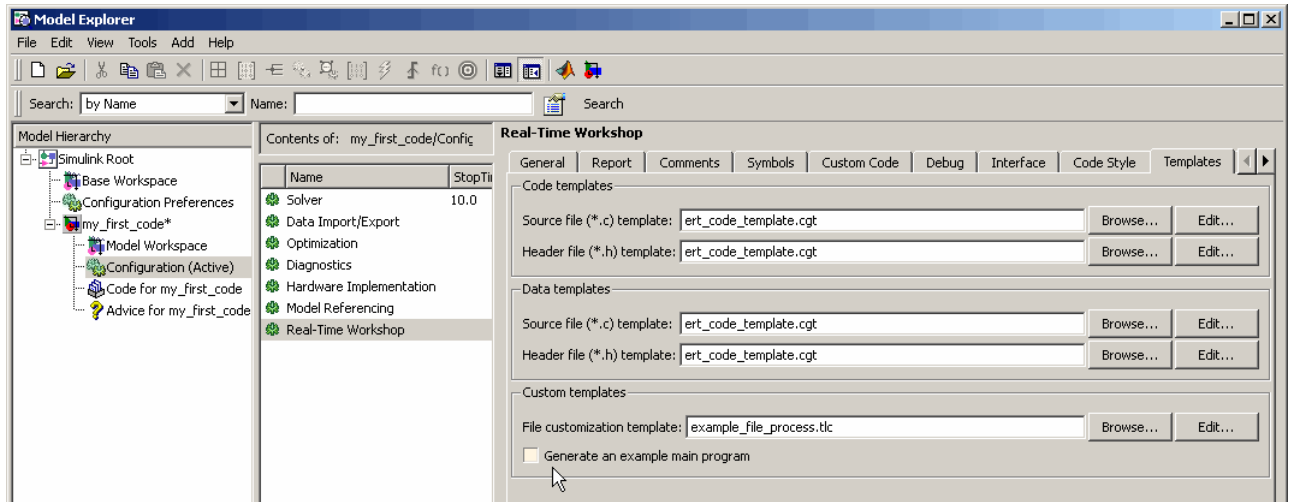 Model Explorer
File Edit View Tools Add Help
Search: by Name Name: Search
Model Hierarchy
Simulink Root
Base Workspace
Configuration Preferences
my_first_code*
Model Workspace
Configuration (Active)
Code for my_first_code
Advice for my_first_code
Contents of: my_first_code/Config
Name StopTi
Solver 10.0
Data Import/Export
Optimization
Diagnostics
Hardware Implementation
Model Referencing
Real-Time Workshop
Real-Time Workshop
General Report Comments Symbols Custom Code Debug Interface Code Style Templates
Code templates
Source file (*.c) template: ert_code_template.cgt Browse... Edit...
Header file (*.h) template: ert_code_template.cgt Browse... Edit...
Data templates
Source file (*.c) template: ert_code_template.cgt Browse... Edit...
Header file (*.h) template: ert_code_template.cgt Browse... Edit...
Custom templates
File customization template: example_file_process.tlc Browse... Edit...
Generate an example main program